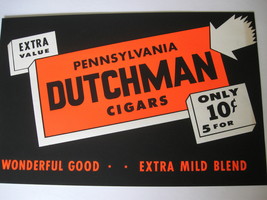 EXTRA
VALUE
PENNSYLVANIA
DUTCHMAN
CIGARS
ONLY
10¢
5 FOR
WONDERFUL GOOD · · EXTRA MILD BLEND